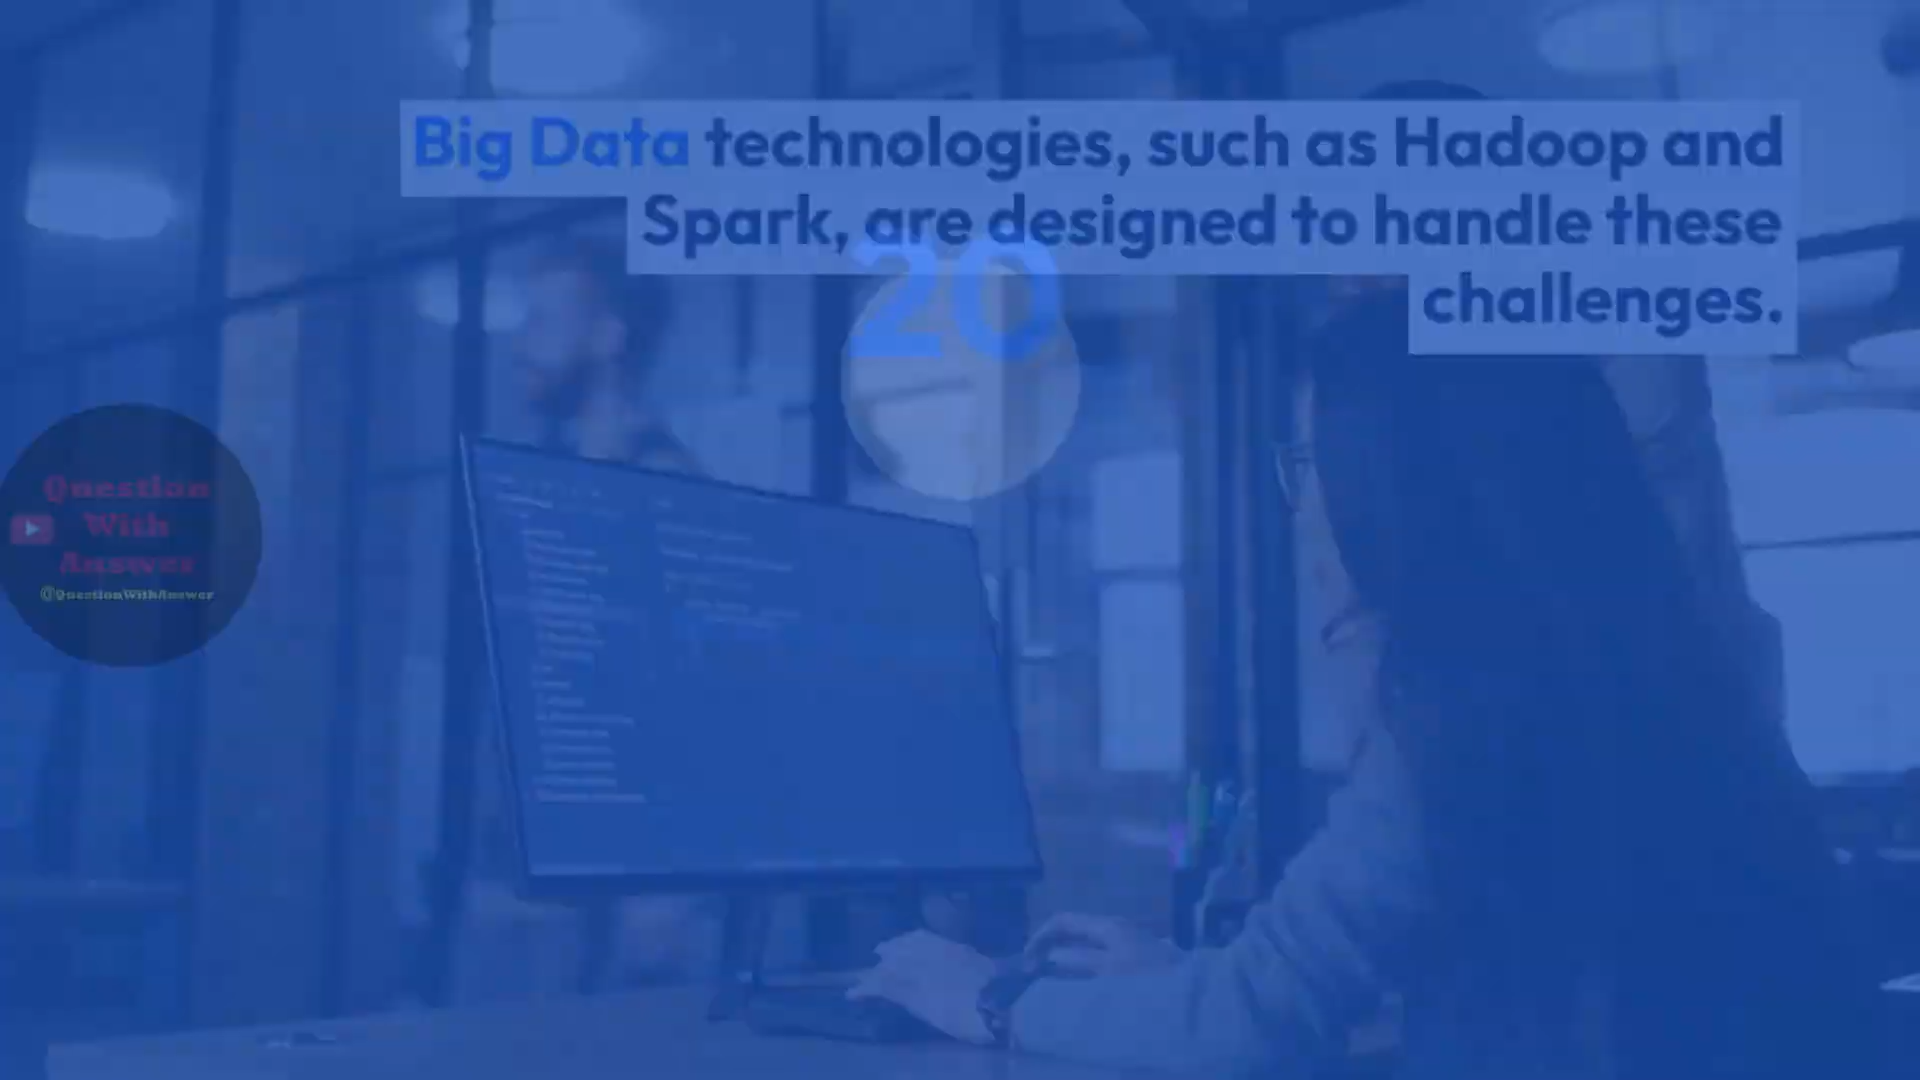 Big Data technologies, such as Hadoop and
Spark, are designed to handle these
challenges.
20
Question
With
Answer
@QuestionWithAnswer